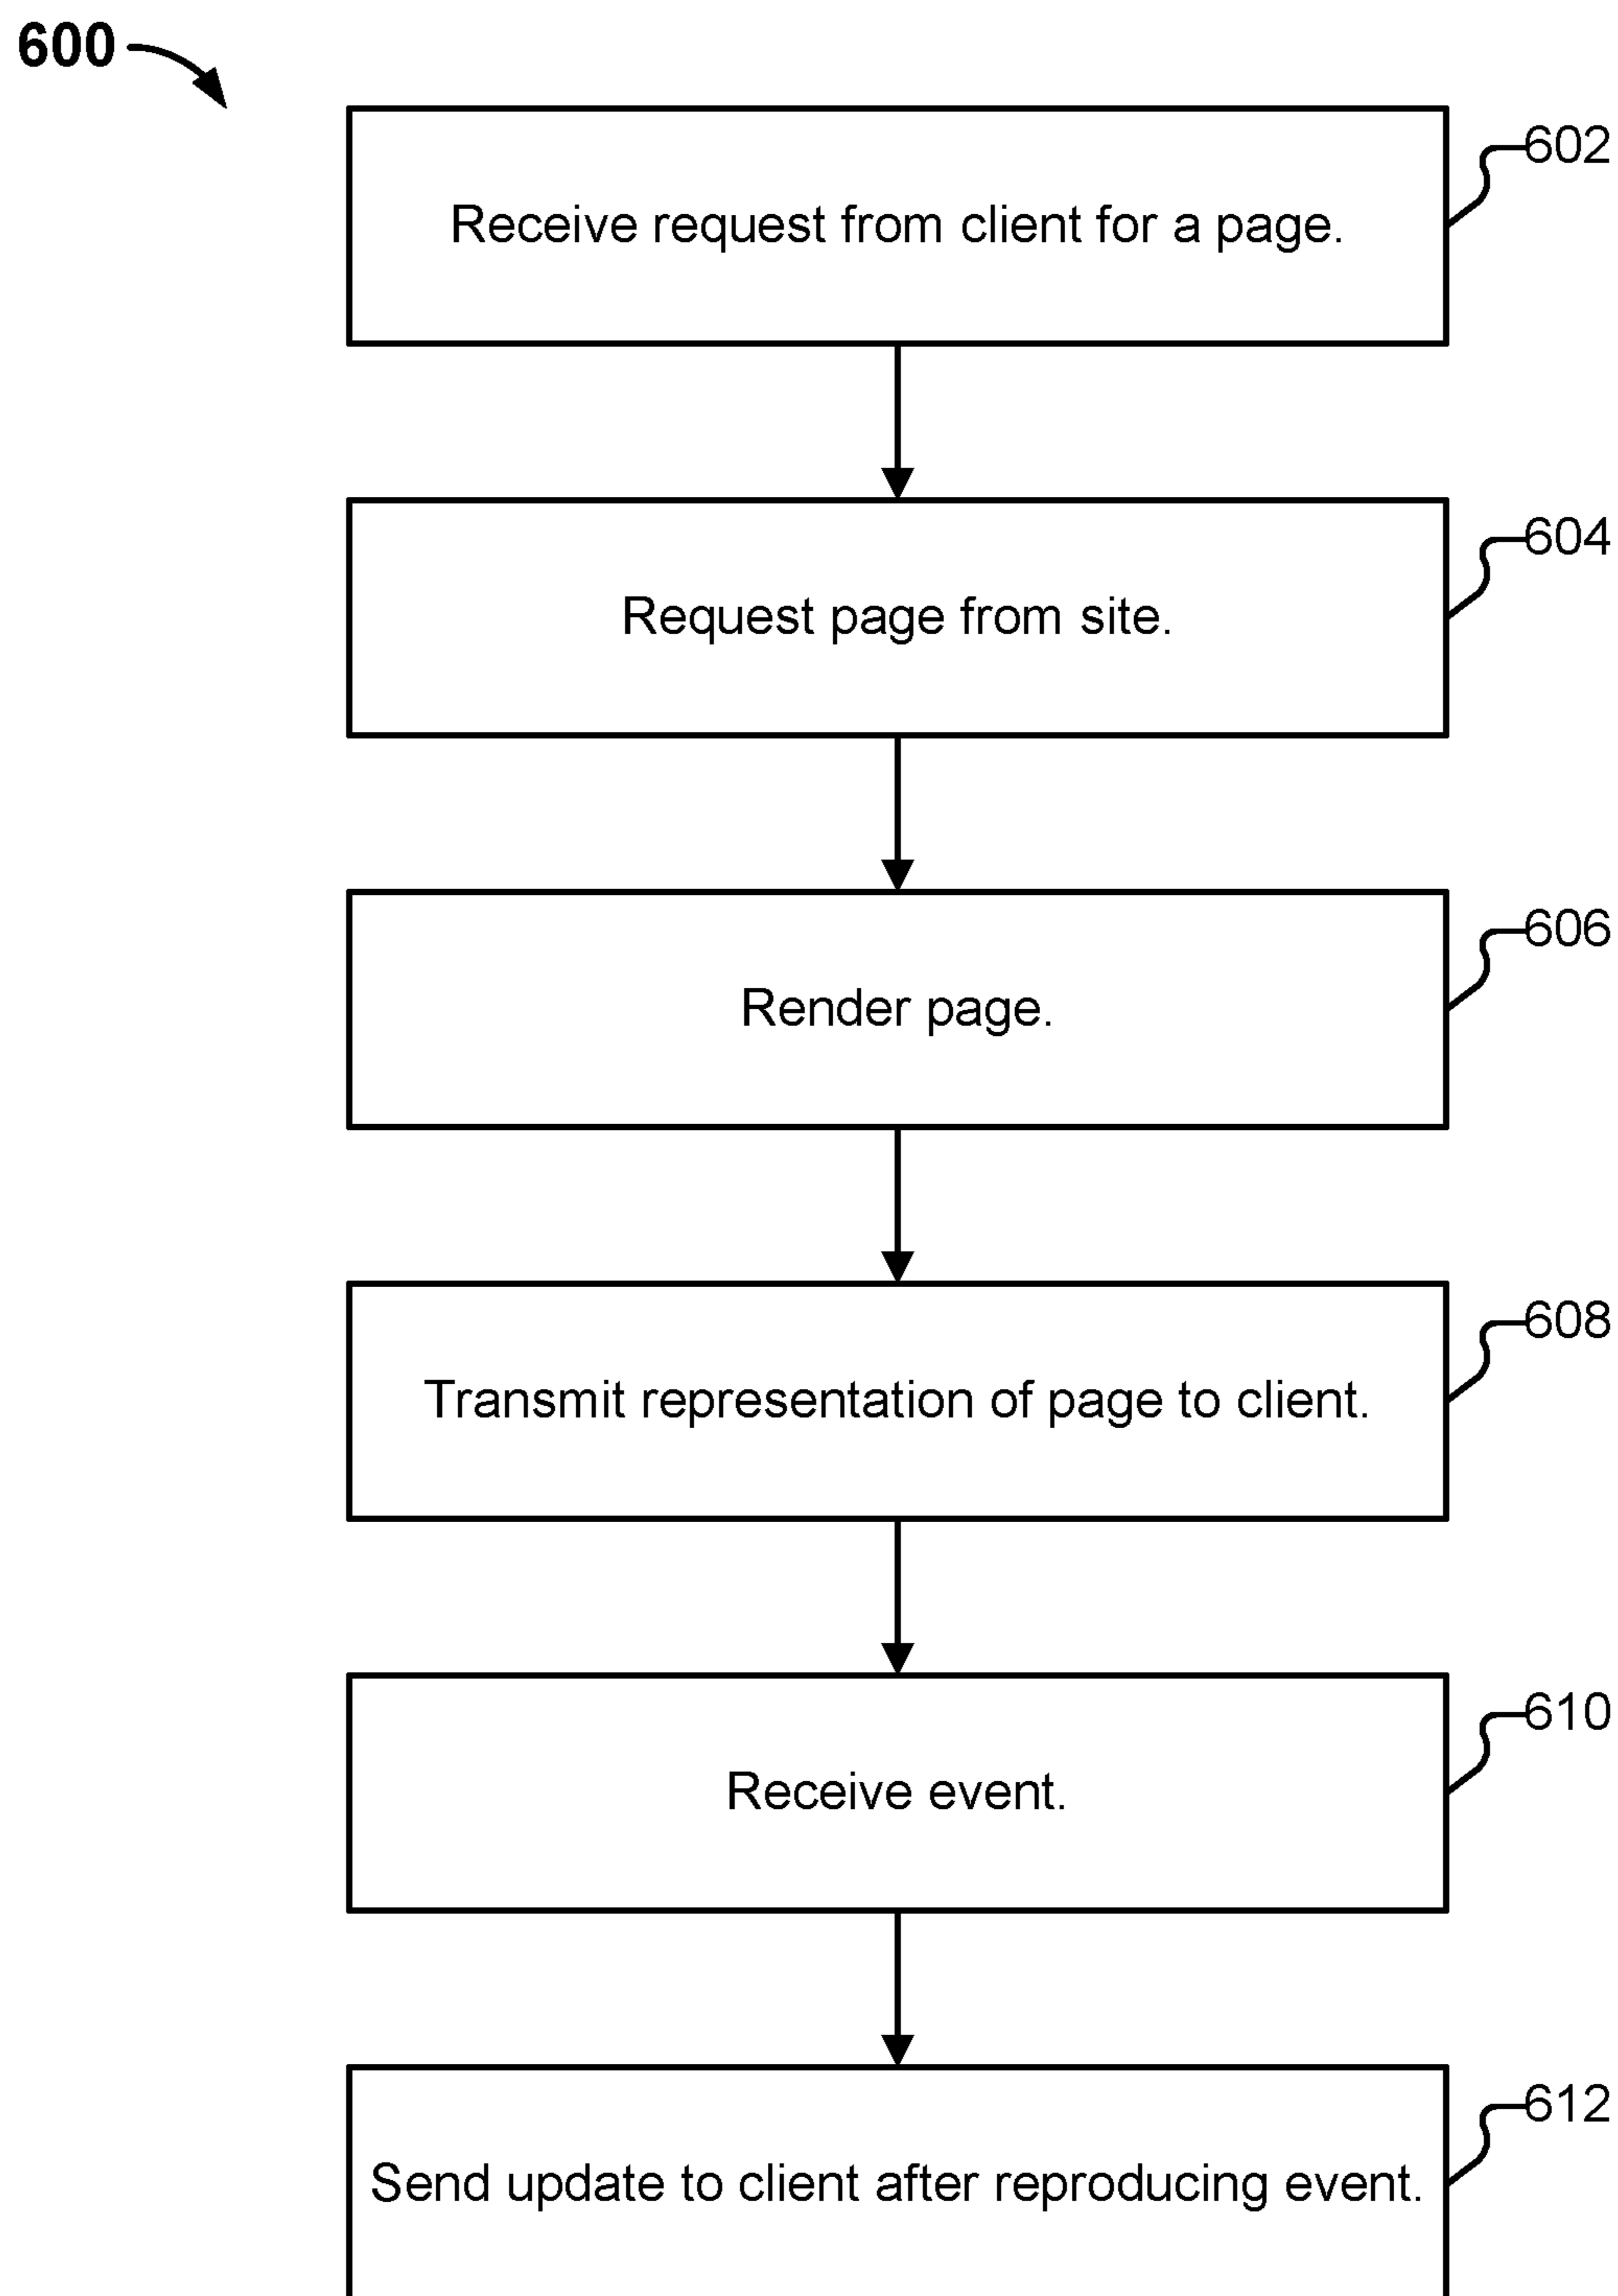 600
602
Receive request from client for a page.
604
Request page from site.
606
Render page.
608
Transmit representation of page to client.
610
Receive event.
612
Send update to client after reproducing event.